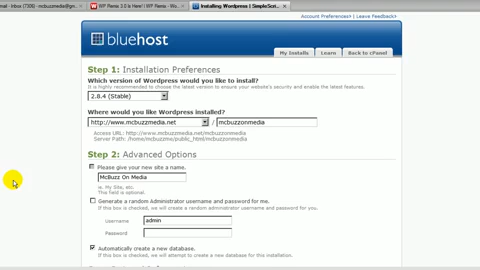 mail - Inbox (7306) - mcbuzzmedia@gm... WP Remix 3.0 is Here! | WP Remix - Wo... Installing Wordpress | SimpleScri...
Account Preferences> | Leave Feedback>
bluehost
My Installs Learn Back to cPanel
Step 1: Installation Preferences
Which version of Wordpress would you like to install?
It is highly recommended to choose the latest version to ensure your website's security and enable the latest features.
2.8.4 (Stable)
Where would you like Wordpress installed?
http://www.mcbuzzmedia.net / mcbuzzonmedia
Access URL: http://www.mcbuzzmedia.net/mcbuzzonmedia
Server Path: /home/mcbuzzmo/public_html/mcbuzzonmedia
Step 2: Advanced Options
Please give your new site a name.
McBuzz On Media
ie. My Site, etc.
This field is optional.
Generate a random Administrator username and password for me.
If this box is checked, we will create a random administrator username and password for you.
Username admin
Password
Automatically create a new database.
If this box is checked, we will attempt to create a new database for this installation.